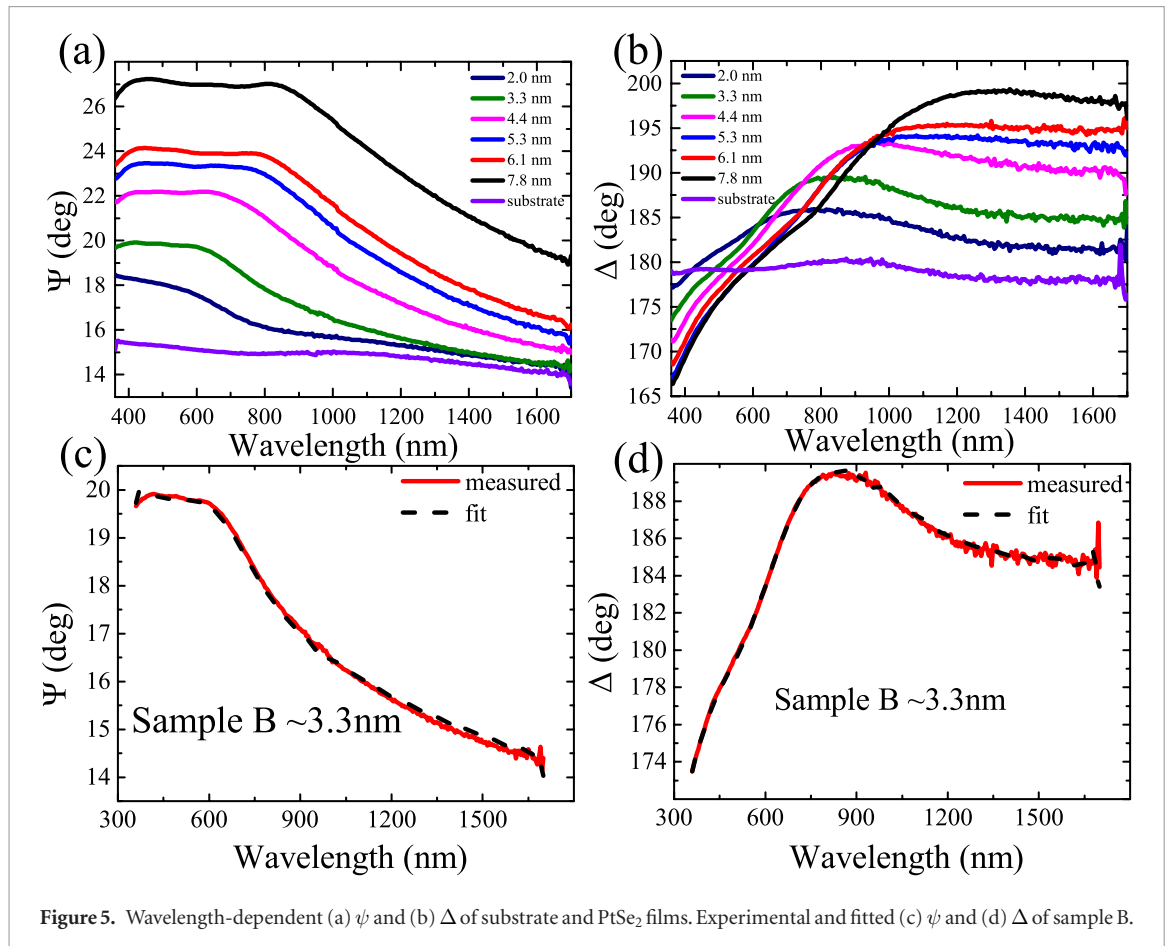 (a)
26
24
22
20
18
16
14
Ψ (deg)
2.0 nm
3.3 nm
4.4 nm
5.3 nm
6.1 nm
7.8 nm
substrate
400 600 800 1000 1200 1400 1600
Wavelength (nm)
(b)
200
195
190
185
180
175
170
165
Δ (deg)
2.0 nm
3.3 nm
4.4 nm
5.3 nm
6.1 nm
7.8 nm
substrate
400 600 800 1000 1200 1400 1600
Wavelength (nm)
(c)
20
19
18
17
16
15
14
Ψ (deg)
measured
fit
Sample B ~3.3nm
300 600 900 1200 1500
Wavelength (nm)
(d)
188
186
184
182
180
178
176
174
Δ (deg)
measured
fit
Sample B ~3.3nm
300 600 900 1200 1500
Wavelength (nm)
Figure 5. Wavelength-dependent (a) ψ and (b) Δ of substrate and PtSe₂ films. Experimental and fitted (c) ψ and (d) Δ of sample B.